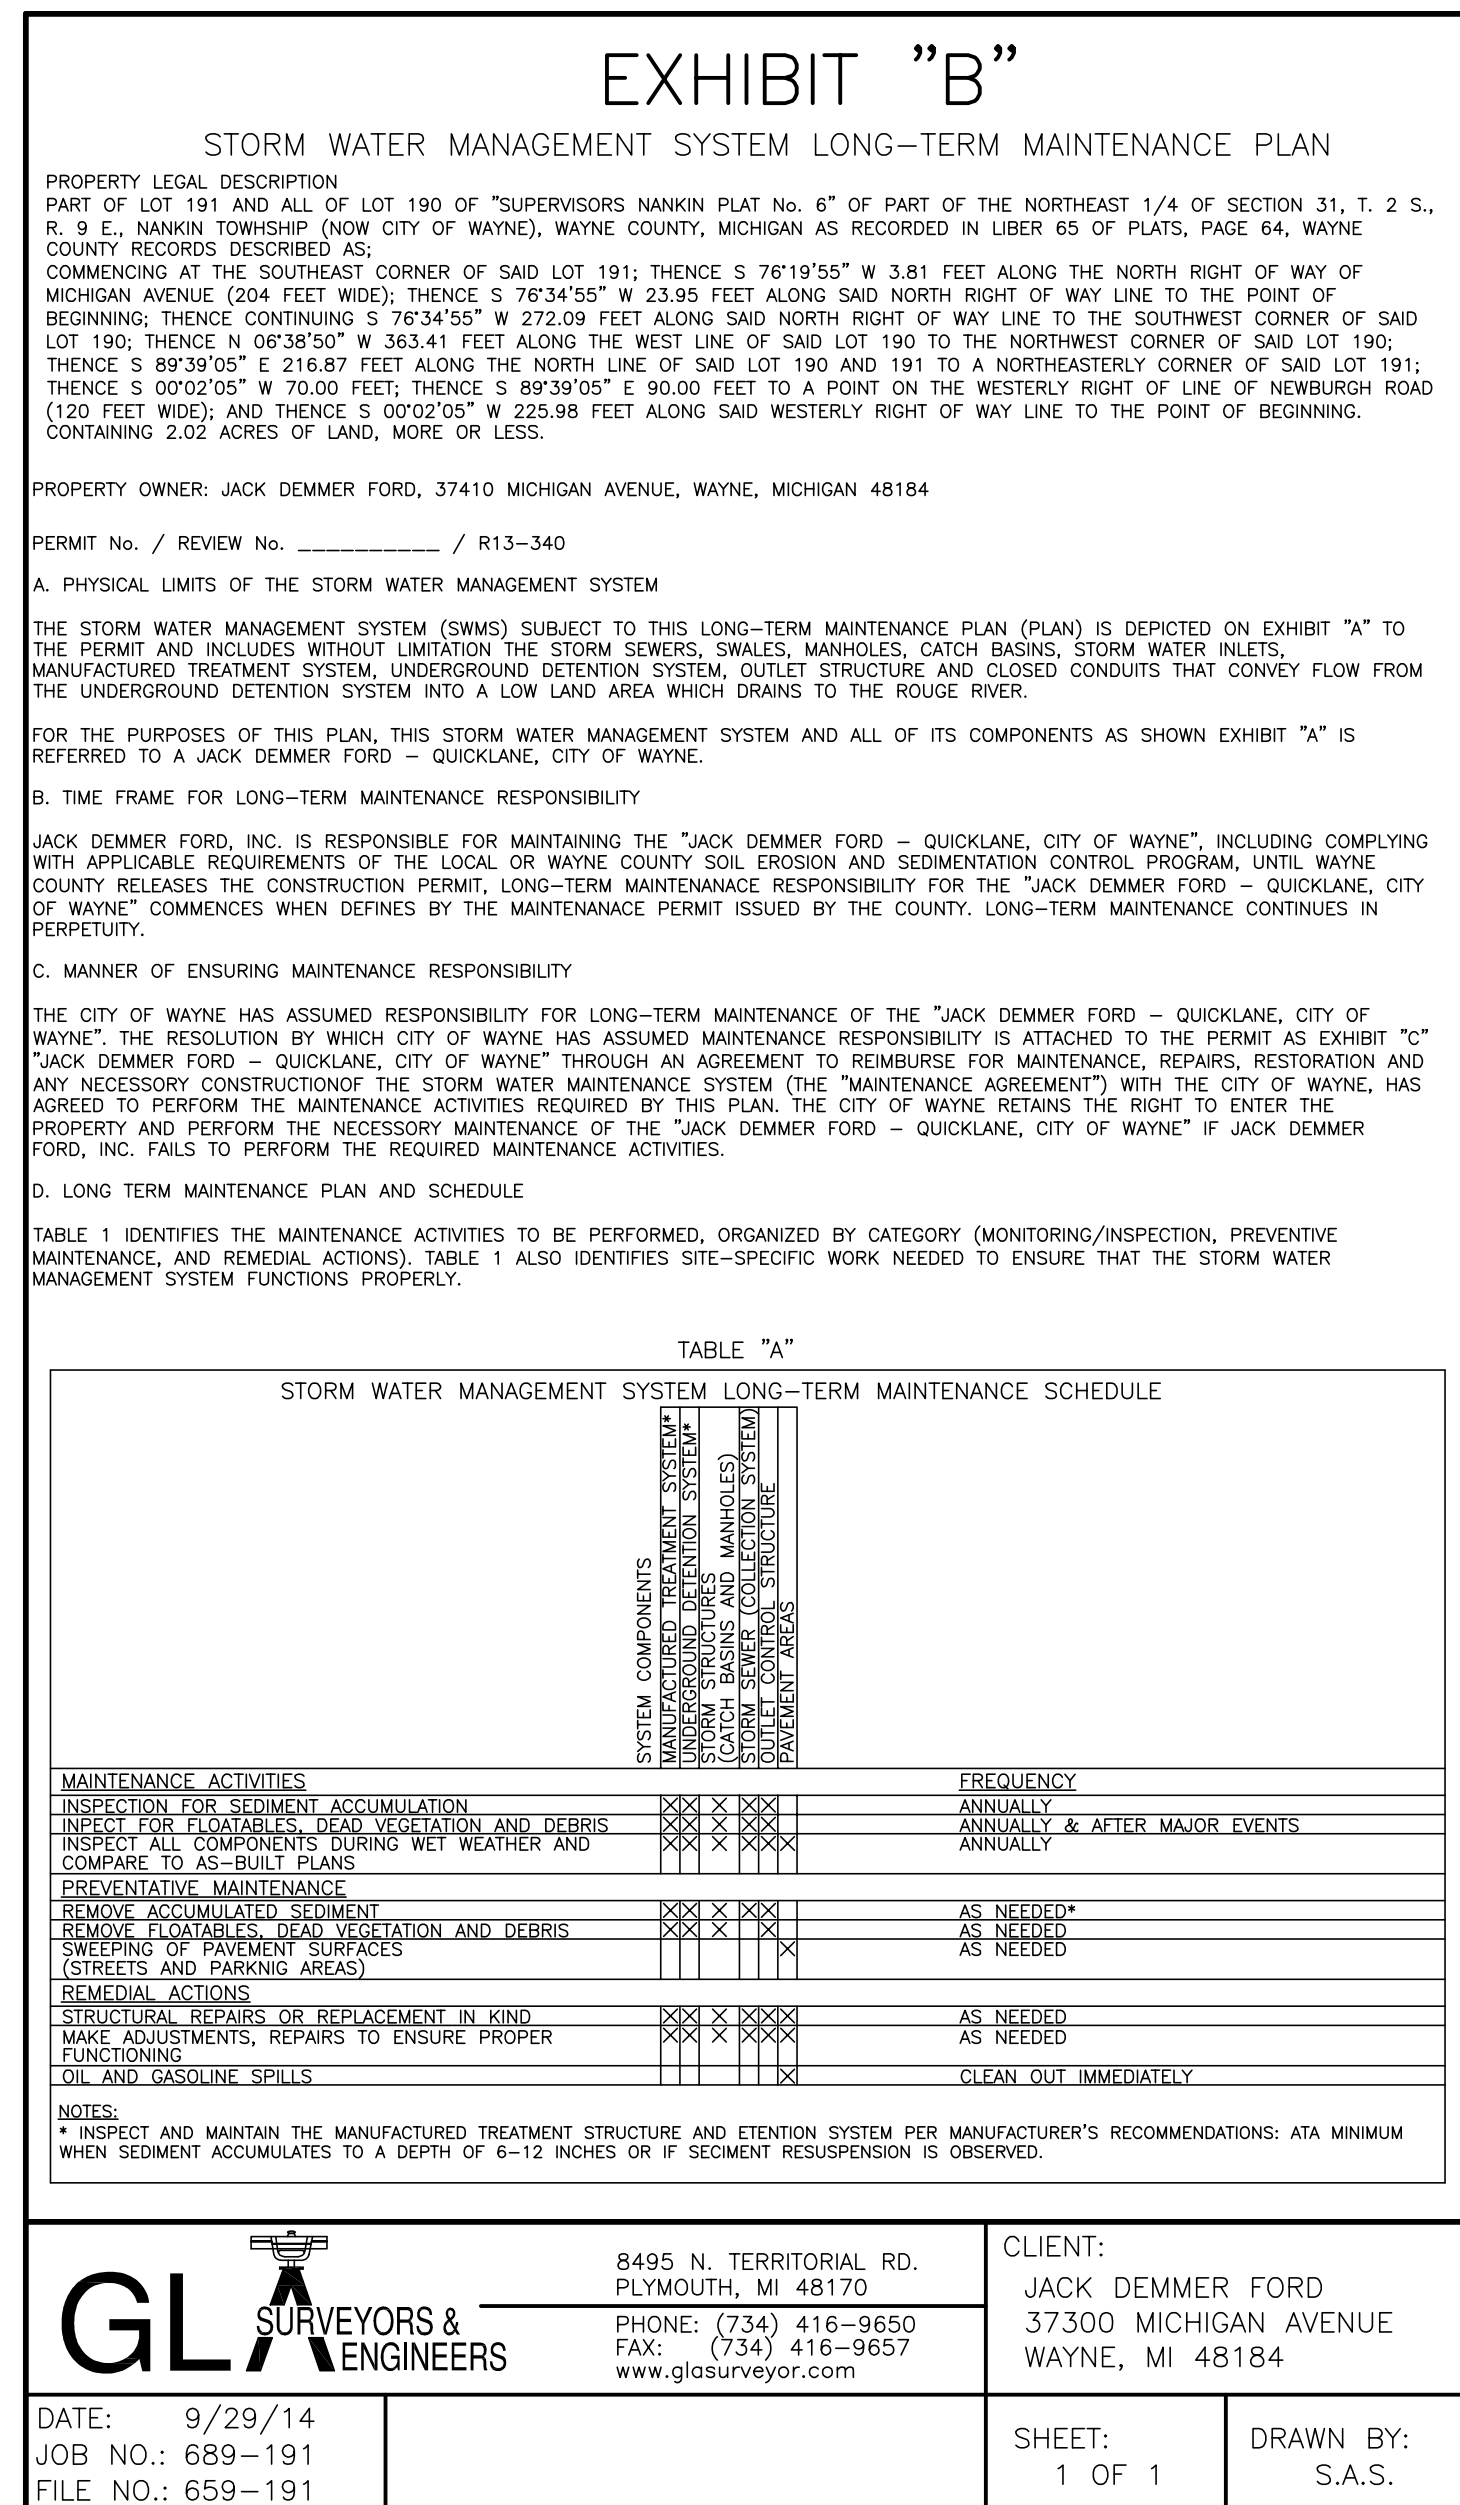 EXHIBIT "B"
STORM WATER MANAGEMENT SYSTEM LONG-TERM MAINTENANCE PLAN
PROPERTY LEGAL DESCRIPTION
PART OF LOT 191 AND ALL OF LOT 190 OF "SUPERVISORS NANKIN PLAT No. 6" OF PART OF THE NORTHEAST 1/4 OF SECTION 31, T. 2 S.,
R. 9 E., NANKIN TOWHSHIP (NOW CITY OF WAYNE), WAYNE COUNTY, MICHIGAN AS RECORDED IN LIBER 65 OF PLATS, PAGE 64, WAYNE
COUNTY RECORDS DESCRIBED AS;
COMMENCING AT THE SOUTHEAST CORNER OF SAID LOT 191; THENCE S 76°19'55" W 3.81 FEET ALONG THE NORTH RIGHT OF WAY OF
MICHIGAN AVENUE (204 FEET WIDE); THENCE S 76°34'55" W 23.95 FEET ALONG SAID NORTH RIGHT OF WAY LINE TO THE POINT OF
BEGINNING; THENCE CONTINUING S 76°34'55" W 272.09 FEET ALONG SAID NORTH RIGHT OF WAY LINE TO THE SOUTHWEST CORNER OF SAID
LOT 190; THENCE N 06°38'50" W 363.41 FEET ALONG THE WEST LINE OF SAID LOT 190 TO THE NORTHWEST CORNER OF SAID LOT 190;
THENCE S 89°39'05" E 216.87 FEET ALONG THE NORTH LINE OF SAID LOT 190 AND 191 TO A NORTHEASTERLY CORNER OF SAID LOT 191;
THENCE S 00°02'05" W 70.00 FEET; THENCE S 89°39'05" E 90.00 FEET TO A POINT ON THE WESTERLY RIGHT OF LINE OF NEWBURGH ROAD
(120 FEET WIDE); AND THENCE S 00°02'05" W 225.98 FEET ALONG SAID WESTERLY RIGHT OF WAY LINE TO THE POINT OF BEGINNING.
CONTAINING 2.02 ACRES OF LAND, MORE OR LESS.
PROPERTY OWNER: JACK DEMMER FORD, 37410 MICHIGAN AVENUE, WAYNE, MICHIGAN 48184
PERMIT No. / REVIEW No. __________ / R13-340
A. PHYSICAL LIMITS OF THE STORM WATER MANAGEMENT SYSTEM
THE STORM WATER MANAGEMENT SYSTEM (SWMS) SUBJECT TO THIS LONG-TERM MAINTENANCE PLAN (PLAN) IS DEPICTED ON EXHIBIT "A" TO
THE PERMIT AND INCLUDES WITHOUT LIMITATION THE STORM SEWERS, SWALES, MANHOLES, CATCH BASINS, STORM WATER INLETS,
MANUFACTURED TREATMENT SYSTEM, UNDERGROUND DETENTION SYSTEM, OUTLET STRUCTURE AND CLOSED CONDUITS THAT CONVEY FLOW FROM
THE UNDERGROUND DETENTION SYSTEM INTO A LOW LAND AREA WHICH DRAINS TO THE ROUGE RIVER.
FOR THE PURPOSES OF THIS PLAN, THIS STORM WATER MANAGEMENT SYSTEM AND ALL OF ITS COMPONENTS AS SHOWN EXHIBIT "A" IS
REFERRED TO A JACK DEMMER FORD - QUICKLANE, CITY OF WAYNE.
B. TIME FRAME FOR LONG-TERM MAINTENANCE RESPONSIBILITY
JACK DEMMER FORD, INC. IS RESPONSIBLE FOR MAINTAINING THE "JACK DEMMER FORD - QUICKLANE, CITY OF WAYNE", INCLUDING COMPLYING
WITH APPLICABLE REQUIREMENTS OF THE LOCAL OR WAYNE COUNTY SOIL EROSION AND SEDIMENTATION CONTROL PROGRAM, UNTIL WAYNE
COUNTY RELEASES THE CONSTRUCTION PERMIT, LONG-TERM MAINTENANACE RESPONSIBILITY FOR THE "JACK DEMMER FORD - QUICKLANE, CITY
OF WAYNE" COMMENCES WHEN DEFINES BY THE MAINTENANACE PERMIT ISSUED BY THE COUNTY. LONG-TERM MAINTENANCE CONTINUES IN
PERPETUITY.
C. MANNER OF ENSURING MAINTENANCE RESPONSIBILITY
THE CITY OF WAYNE HAS ASSUMED RESPONSIBILITY FOR LONG-TERM MAINTENANCE OF THE "JACK DEMMER FORD - QUICKLANE, CITY OF
WAYNE". THE RESOLUTION BY WHICH CITY OF WAYNE HAS ASSUMED MAINTENANCE RESPONSIBILITY IS ATTACHED TO THE PERMIT AS EXHIBIT "C"
"JACK DEMMER FORD - QUICKLANE, CITY OF WAYNE" THROUGH AN AGREEMENT TO REIMBURSE FOR MAINTENANCE, REPAIRS, RESTORATION AND
ANY NECESSORY CONSTRUCTIONOF THE STORM WATER MAINTENANCE SYSTEM (THE "MAINTENANCE AGREEMENT") WITH THE CITY OF WAYNE, HAS
AGREED TO PERFORM THE MAINTENANCE ACTIVITIES REQUIRED BY THIS PLAN. THE CITY OF WAYNE RETAINS THE RIGHT TO ENTER THE
PROPERTY AND PERFORM THE NECESSORY MAINTENANCE OF THE "JACK DEMMER FORD - QUICKLANE, CITY OF WAYNE" IF JACK DEMMER
FORD, INC. FAILS TO PERFORM THE REQUIRED MAINTENANCE ACTIVITIES.
D. LONG TERM MAINTENANCE PLAN AND SCHEDULE
TABLE 1 IDENTIFIES THE MAINTENANCE ACTIVITIES TO BE PERFORMED, ORGANIZED BY CATEGORY (MONITORING/INSPECTION, PREVENTIVE
MAINTENANCE, AND REMEDIAL ACTIONS). TABLE 1 ALSO IDENTIFIES SITE-SPECIFIC WORK NEEDED TO ENSURE THAT THE STORM WATER
MANAGEMENT SYSTEM FUNCTIONS PROPERLY.
TABLE "A"
STORM WATER MANAGEMENT SYSTEM LONG-TERM MAINTENANCE SCHEDULE
SYSTEM COMPONENTS
MANUFACTURED TREATMENT SYSTEM*
UNDERGROUND DETENTION SYSTEM*
STORM STRUCTURES
(CATCH BASINS AND MANHOLES)
STORM SEWER (COLLECTION SYSTEM)
OUTLET CONTROL STRUCTURE
PAVEMENT AREAS
MAINTENANCE ACTIVITIES FREQUENCY
INSPECTION FOR SEDIMENT ACCUMULATION X X X X X ANNUALLY
INPECT FOR FLOATABLES, DEAD VEGETATION AND DEBRIS X X X X X ANNUALLY & AFTER MAJOR EVENTS
INSPECT ALL COMPONENTS DURING WET WEATHER AND X X X X X X ANNUALLY
COMPARE TO AS-BUILT PLANS
PREVENTATIVE MAINTENANCE
REMOVE ACCUMULATED SEDIMENT X X X X X AS NEEDED*
REMOVE FLOATABLES, DEAD VEGETATION AND DEBRIS X X X X AS NEEDED
SWEEPING OF PAVEMENT SURFACES X AS NEEDED
(STREETS AND PARKNIG AREAS)
REMEDIAL ACTIONS
STRUCTURAL REPAIRS OR REPLACEMENT IN KIND X X X X X X AS NEEDED
MAKE ADJUSTMENTS, REPAIRS TO ENSURE PROPER X X X X X X AS NEEDED
FUNCTIONING
OIL AND GASOLINE SPILLS X CLEAN OUT IMMEDIATELY
NOTES:
* INSPECT AND MAINTAIN THE MANUFACTURED TREATMENT STRUCTURE AND ETENTION SYSTEM PER MANUFACTURER'S RECOMMENDATIONS: ATA MINIMUM
WHEN SEDIMENT ACCUMULATES TO A DEPTH OF 6-12 INCHES OR IF SECIMENT RESUSPENSION IS OBSERVED.
GLA
SURVEYORS &
ENGINEERS
8495 N. TERRITORIAL RD.
PLYMOUTH, MI 48170
PHONE: (734) 416-9650
FAX: (734) 416-9657
www.glasurveyor.com
CLIENT:
JACK DEMMER FORD
37300 MICHIGAN AVENUE
WAYNE, MI 48184
DATE: 9/29/14
JOB NO.: 689-191
FILE NO.: 659-191
SHEET:
1 OF 1
DRAWN BY:
S.A.S.